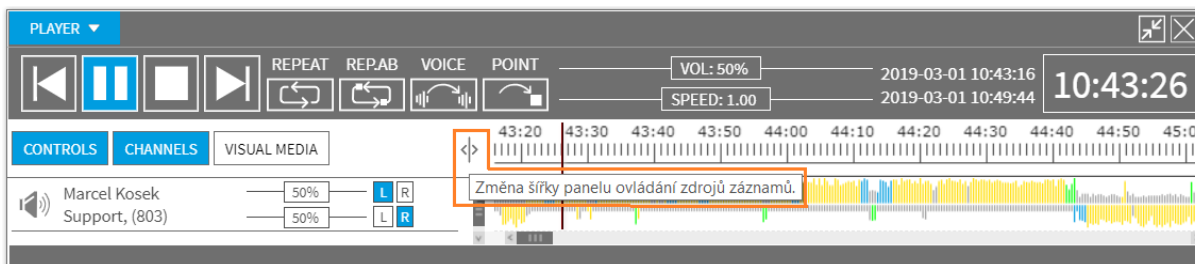 PLAYER
REPEAT REP.AB VOICE POINT
VOL: 50%
SPEED: 1.00
2019-03-01 10:43:16
2019-03-01 10:49:44
10:43:26
CONTROLS CHANNELS VISUAL MEDIA
43:20 43:30 43:40 43:50 44:00 44:10 44:20 44:30 44:40 44:50 45:0
Změna šířky panelu ovládání zdrojů záznamů.
Marcel Kosek 50% L R
Support, (803) 50% L R